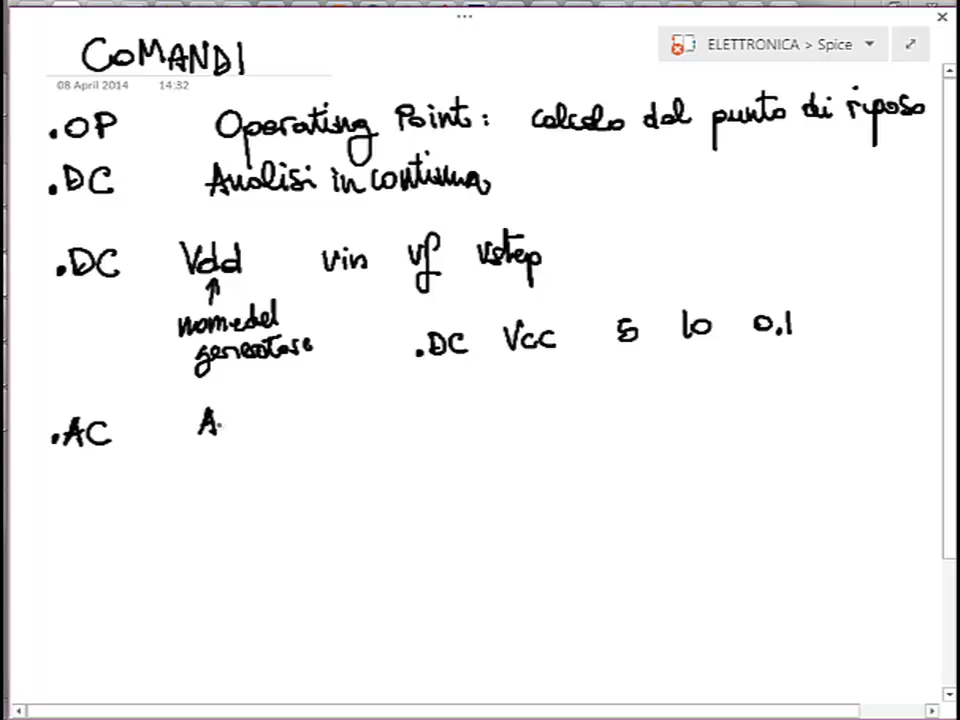 ELETTRONICA > Spice
COMANDI
08 April 2014 14:32
.OP Operating Point: calcolo del punto di riposo
.DC Analisi in continua
.DC Vdd vin vf vstep
nome del
generatore
.DC VCC 5 10 0.1
.AC A